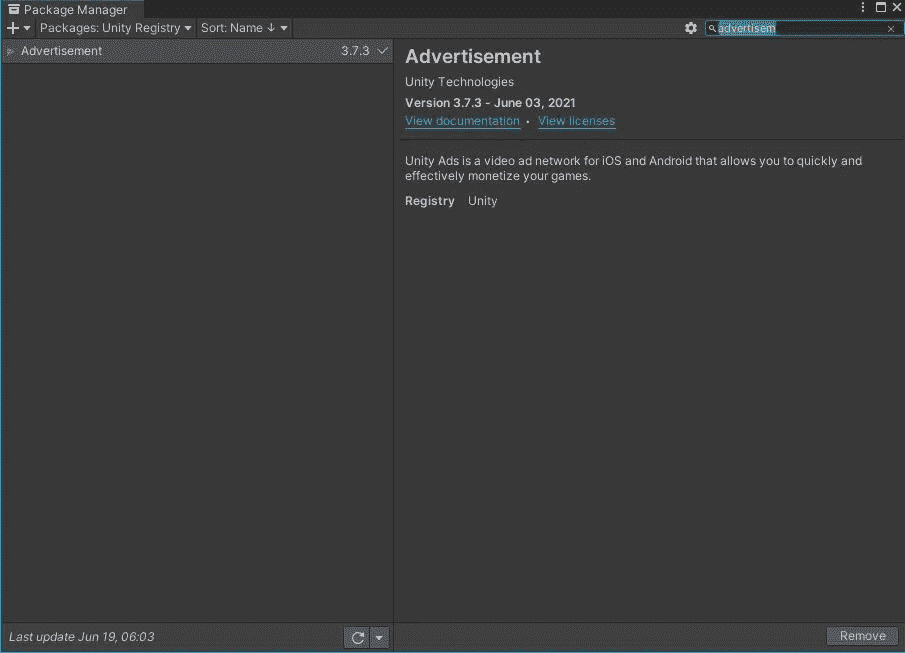 Package Manager
Packages: Unity Registry Sort: Name ↓ advertisem
Advertisement 3.7.3
Advertisement
Unity Technologies
Version 3.7.3 - June 03, 2021
View documentation • View licenses
Unity Ads is a video ad network for iOS and Android that allows you to quickly and
effectively monetize your games.
Registry Unity
Last update Jun 19, 06:03
Remove